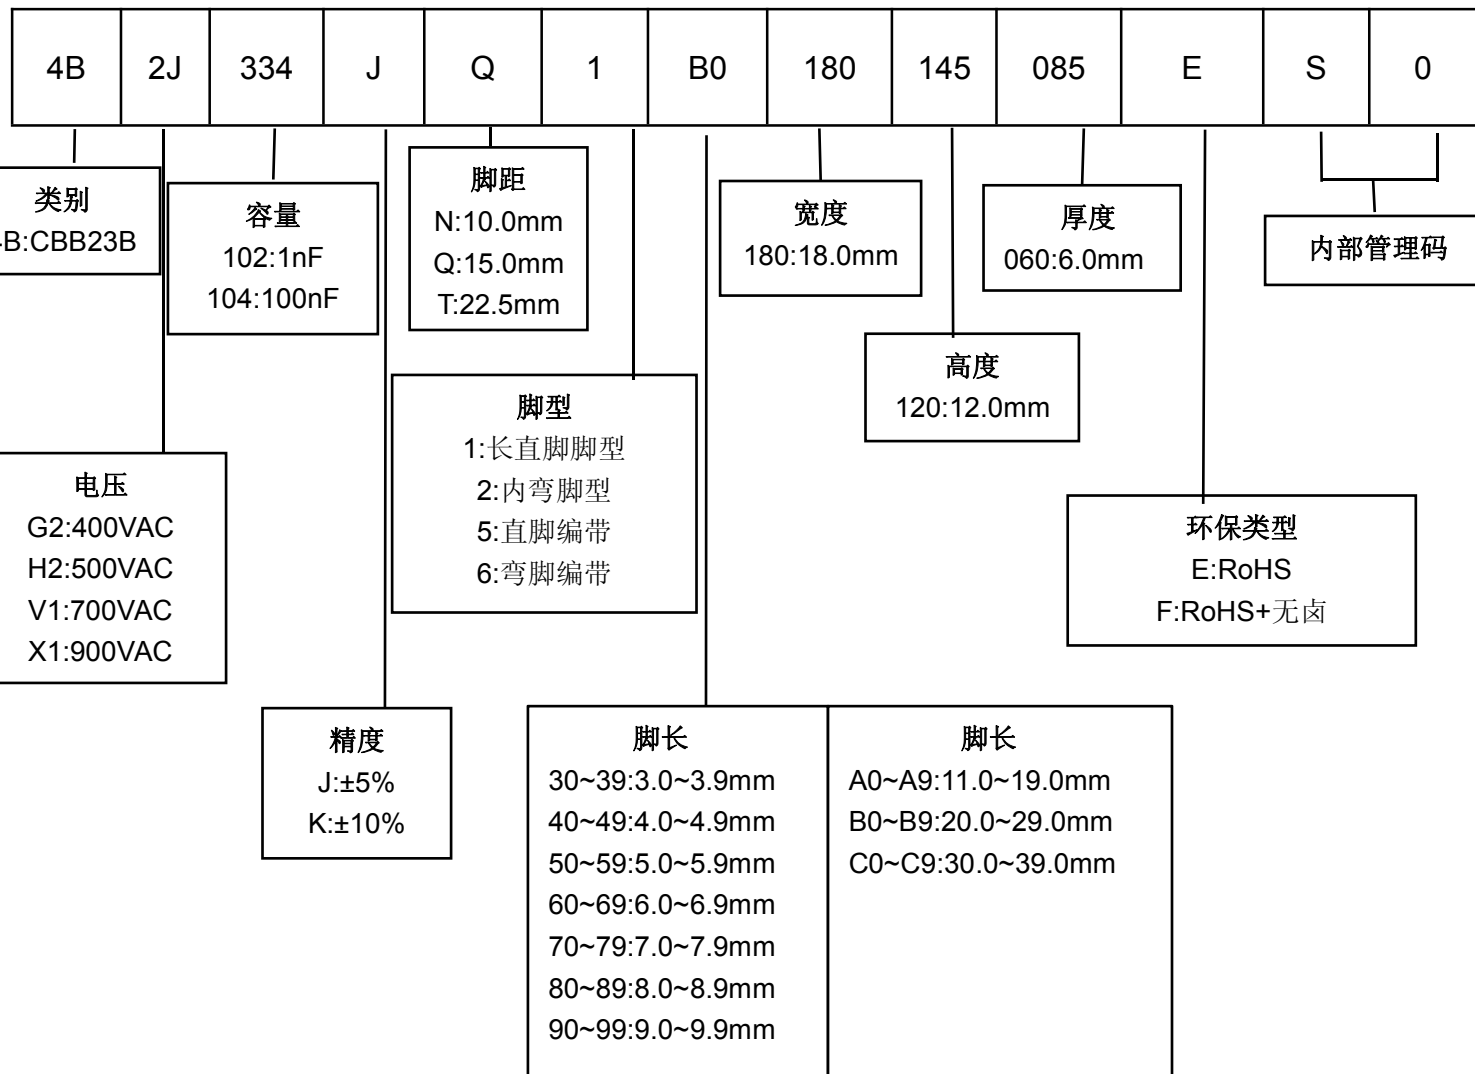 4B 2J 334 J Q 1 B0 180 145 085 E S 0
类别
B:CBB23B
容量
102:1nF
104:100nF
脚距
N:10.0mm
Q:15.0mm
T:22.5mm
宽度
180:18.0mm
厚度
060:6.0mm
内部管理码
高度
120:12.0mm
脚型
1:长直脚脚型
2:内弯脚型
5:直脚编带
6:弯脚编带
电压
G2:400VAC
H2:500VAC
V1:700VAC
X1:900VAC
环保类型
E:RoHS
F:RoHS+无卤
精度
J:±5%
K:±10%
脚长
30~39:3.0~3.9mm
40~49:4.0~4.9mm
50~59:5.0~5.9mm
60~69:6.0~6.9mm
70~79:7.0~7.9mm
80~89:8.0~8.9mm
90~99:9.0~9.9mm
脚长
A0~A9:11.0~19.0mm
B0~B9:20.0~29.0mm
C0~C9:30.0~39.0mm